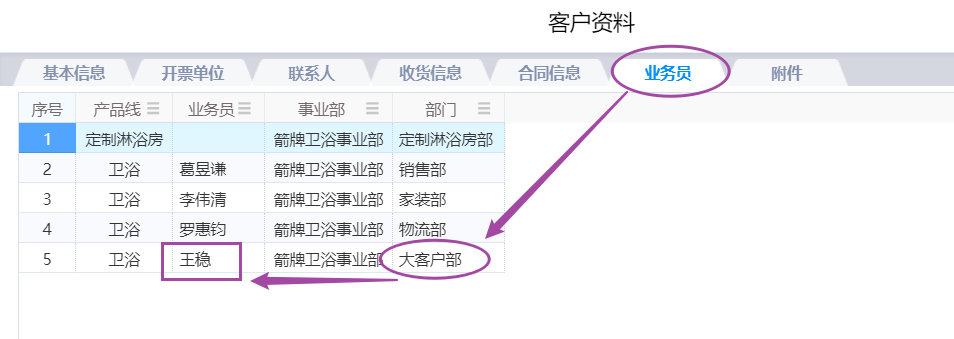 客户资料
基本信息 开票单位 联系人 收货信息 合同信息 业务员 附件
序号 产品线 业务员 事业部 部门
1 定制淋浴房 箭牌卫浴事业部 定制淋浴房部
2 卫浴 葛昱谦 箭牌卫浴事业部 销售部
3 卫浴 李伟清 箭牌卫浴事业部 家装部
4 卫浴 罗惠钧 箭牌卫浴事业部 物流部
5 卫浴 王稳 箭牌卫浴事业部 大客户部